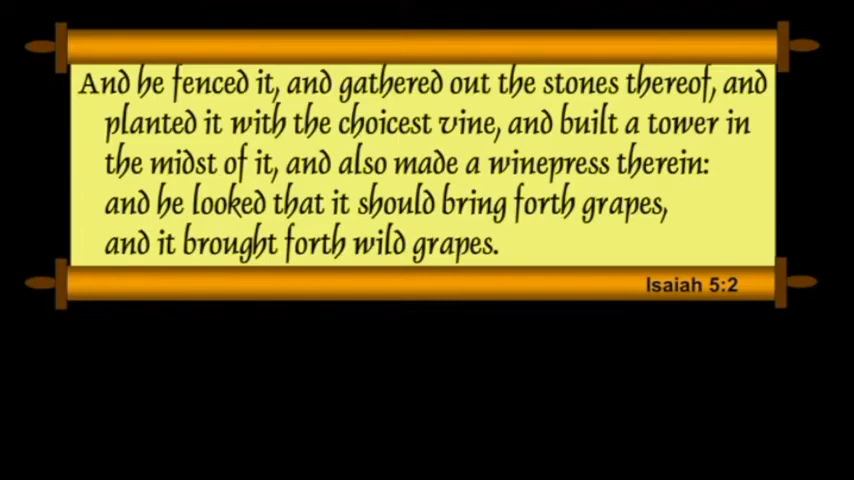 And he fenced it, and gathered out the stones thereof, and
planted it with the choicest vine, and built a tower in
the midst of it, and also made a winepress therein:
and he looked that it should bring forth grapes,
and it brought forth wild grapes.
Isaiah 5:2